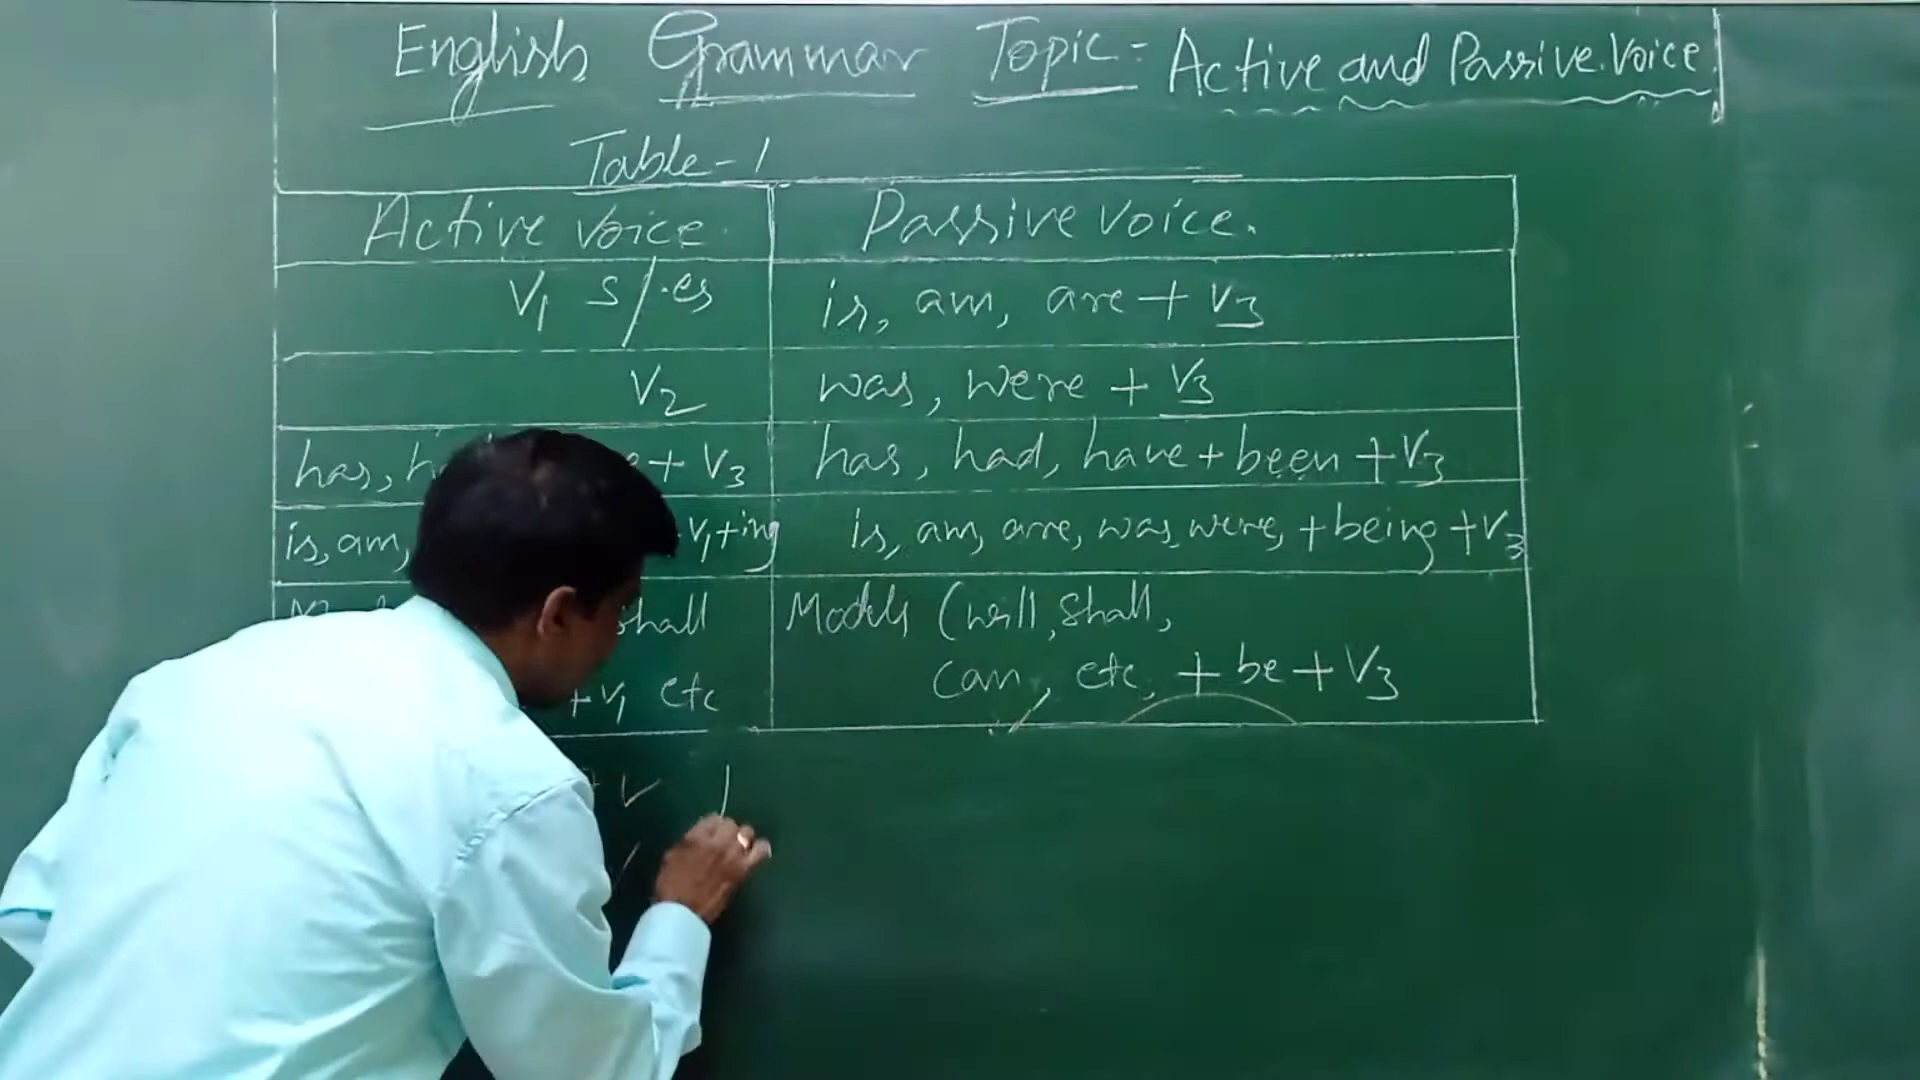 English Grammar Topic:- Active and Passive Voice.
Table-1
Active Voice. Passive Voice.
V1 s/es is, am, are + V3
V2 was, were + V3
has, + V3 has, had, have + been + V3
is, am, V1+ing is, am, are, was, were, + being + V3
shall Modls (will, shall,
+V1 etc can, etc, + be + V3
+ V